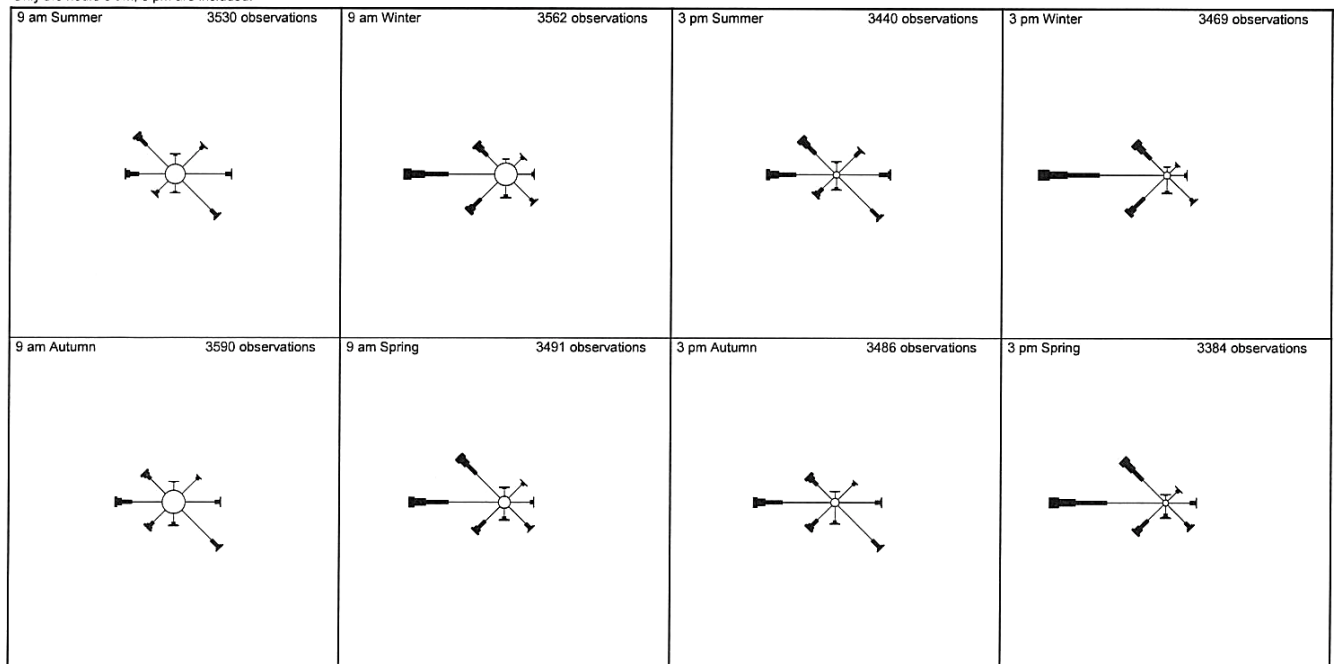 9 am Summer 3530 observations
9 am Winter 3562 observations
3 pm Summer 3440 observations
3 pm Winter 3469 observations
9 am Autumn 3590 observations
9 am Spring 3491 observations
3 pm Autumn 3486 observations
3 pm Spring 3384 observations